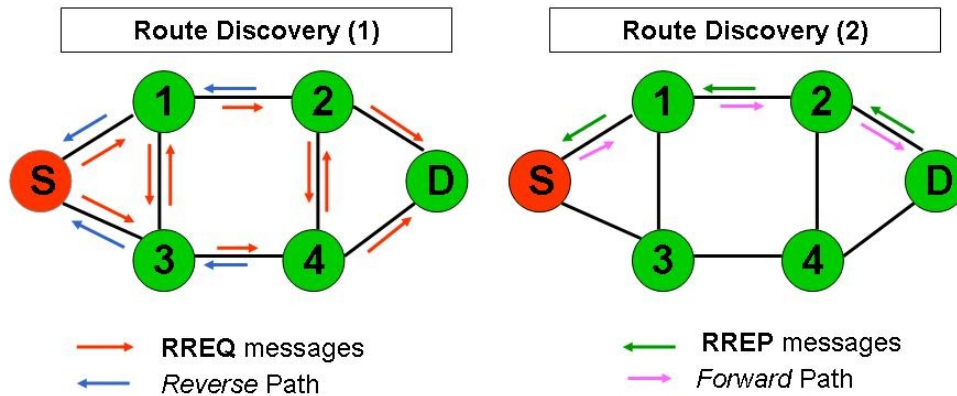 Route Discovery (1)
1
2
S
D
3
4
RREQ messages
Reverse Path
Route Discovery (2)
1
2
S
D
3
4
RREP messages
Forward Path